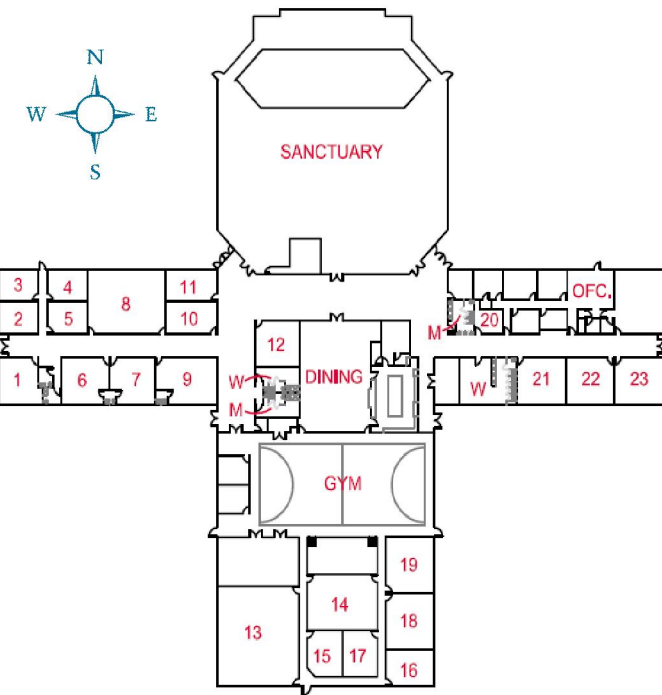 N
W E
S
SANCTUARY
3 4 11
8
2 5 10
OFC.
M 20
12
1 6 7 9
W
M
DINING
W 21 22 23
GYM
19
14
13 18
15 17
16